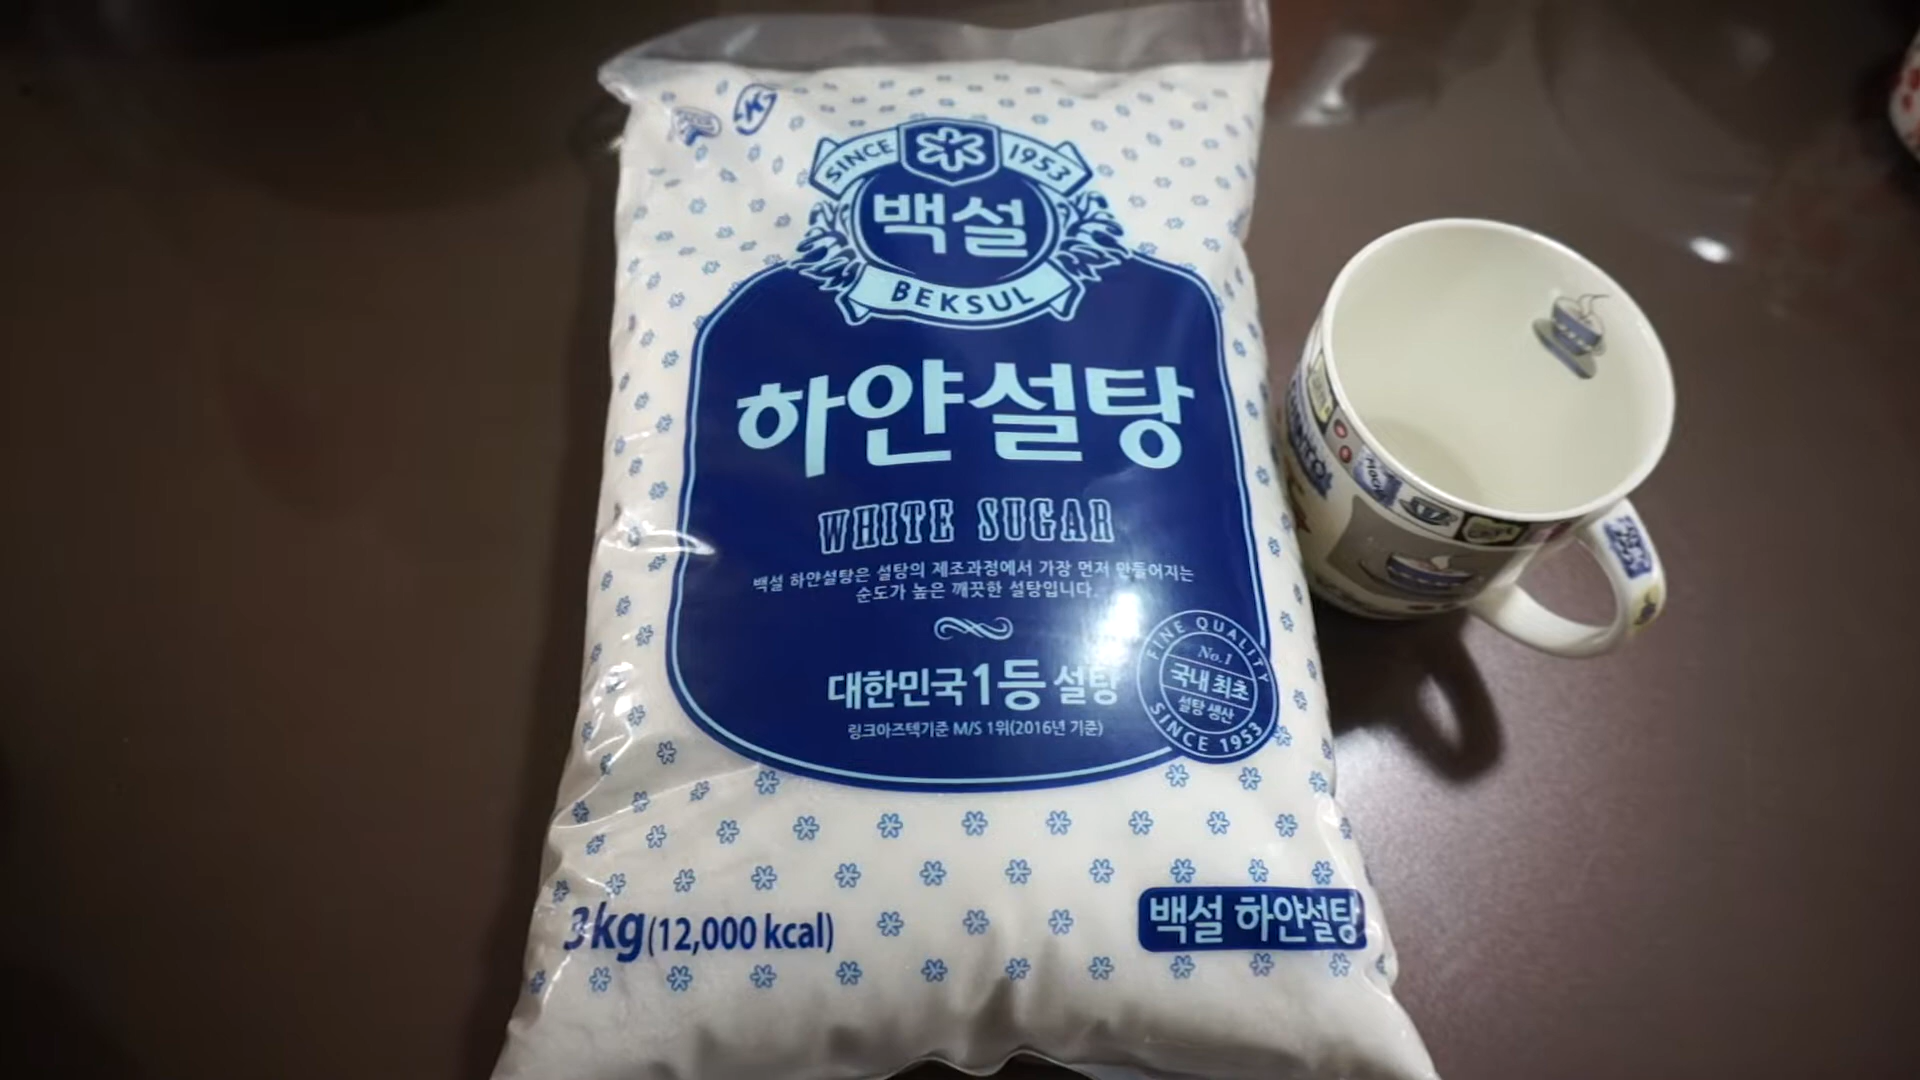 SINCE 1953
백설
BEKSUL
하얀설탕
WHITE SUGAR
백설 하얀설탕은 설탕의 제조과정에서 가장 먼저 만들어지는
순도가 높은 깨끗한 설탕입니다.
대한민국1등 설탕
링크아즈텍기준 M/S 1위(2016년 기준)
FINE QUALITY
No.1
국내 최초
설탕 생산
SINCE 1953
3kg(12,000 kcal)
백설 하얀설탕